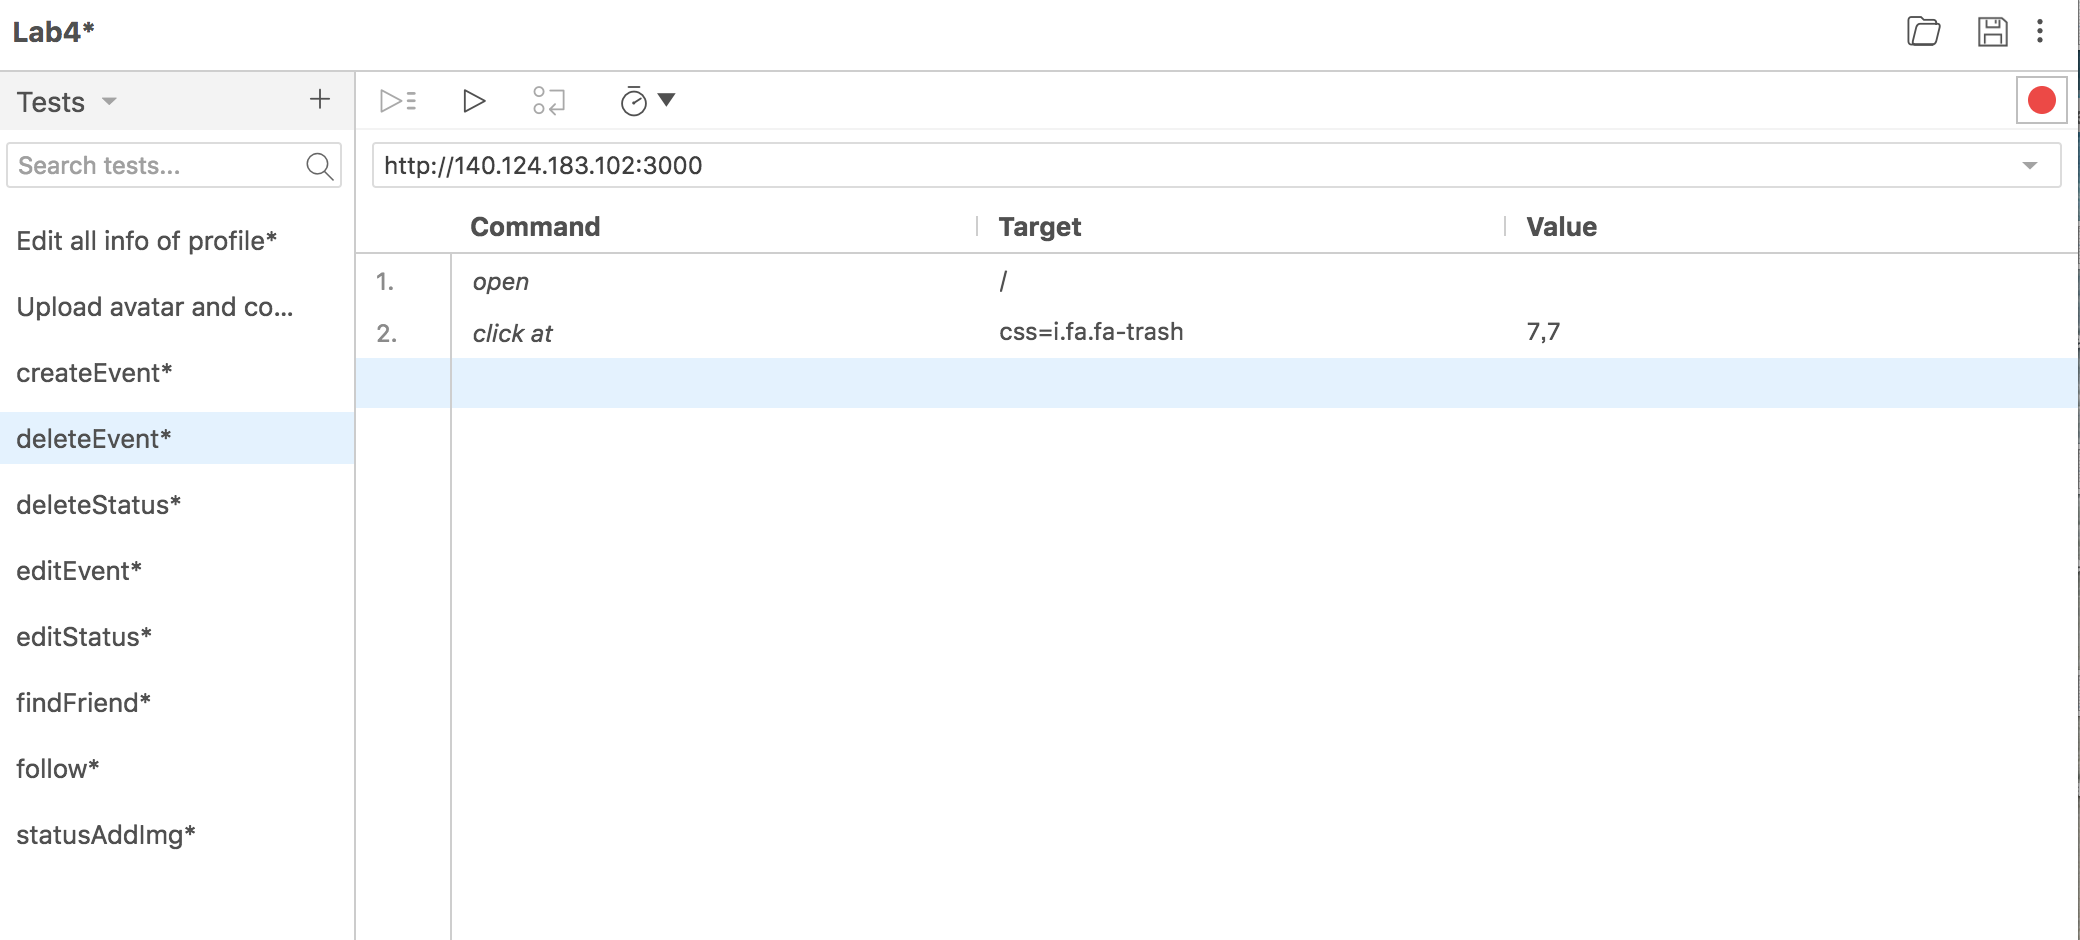 Lab4*
Tests
Search tests...
Edit all info of profile*
Upload avatar and co...
createEvent*
deleteEvent*
deleteStatus*
editEvent*
editStatus*
findFriend*
follow*
statusAddImg*
http://140.124.183.102:3000
Command Target Value
1. open /
2. click at css=i.fa.fa-trash 7,7